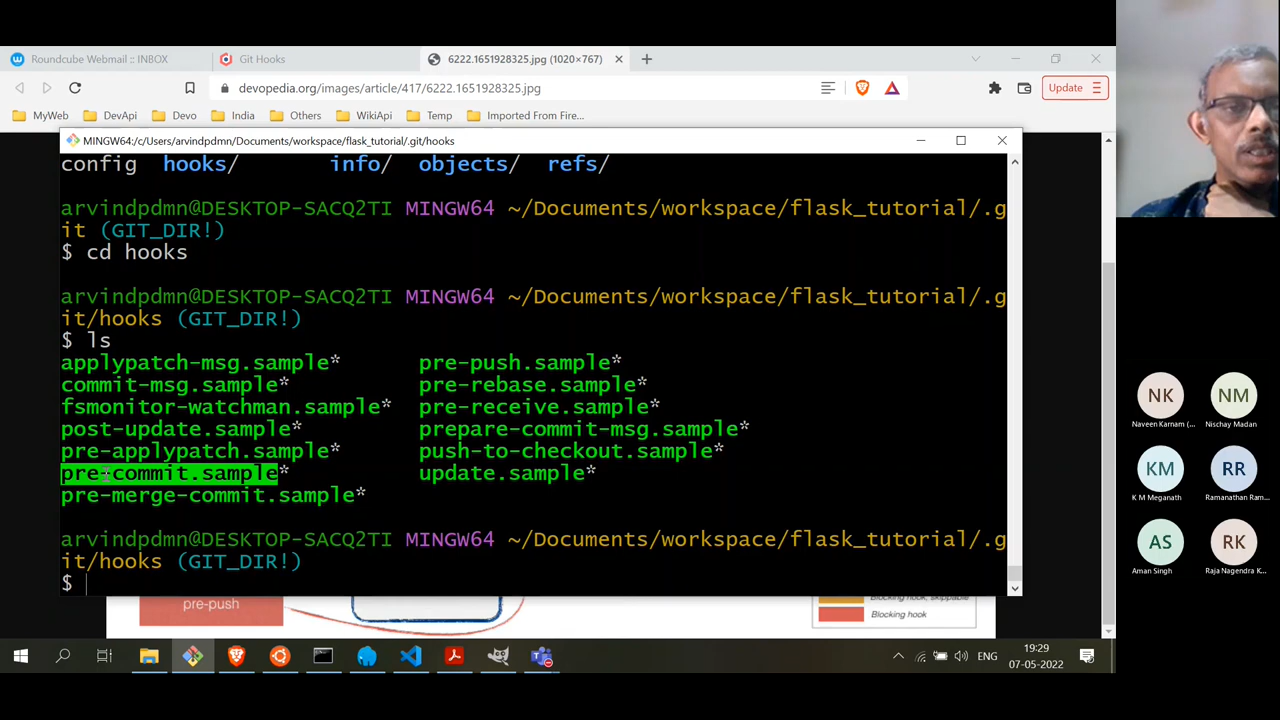 Roundcube Webmail :: INBOX
Git Hooks
6222.1651928325.jpg (1020×767)
devopedia.org/images/article/417/6222.1651928325.jpg
Update
MyWeb
DevApi
Devo
India
Others
WikiApi
Temp
Imported From Fire...
MINGW64:/c/Users/arvindpdmn/Documents/workspace/flask_tutorial/.git/hooks
config hooks/ info/ objects/ refs/
arvindpdmn@DESKTOP-SACQ2TI MINGW64 ~/Documents/workspace/flask_tutorial/.g
it (GIT_DIR!)
$ cd hooks
arvindpdmn@DESKTOP-SACQ2TI MINGW64 ~/Documents/workspace/flask_tutorial/.g
it/hooks (GIT_DIR!)
$ ls
applypatch-msg.sample* pre-push.sample*
commit-msg.sample* pre-rebase.sample*
fsmonitor-watchman.sample* pre-receive.sample*
post-update.sample* prepare-commit-msg.sample*
pre-applypatch.sample* push-to-checkout.sample*
pre-commit.sample* update.sample*
pre-merge-commit.sample*
arvindpdmn@DESKTOP-SACQ2TI MINGW64 ~/Documents/workspace/flask_tutorial/.g
it/hooks (GIT_DIR!)
$
pre-push
Blocking hook, skippable
Blocking hook
ENG
19:29
07-05-2022
NK
Naveen Karnam (...
NM
Nischay Madan
KM
K M Meganath
RR
Ramanathan Ram...
AS
Aman Singh
RK
Raja Nagendra K...